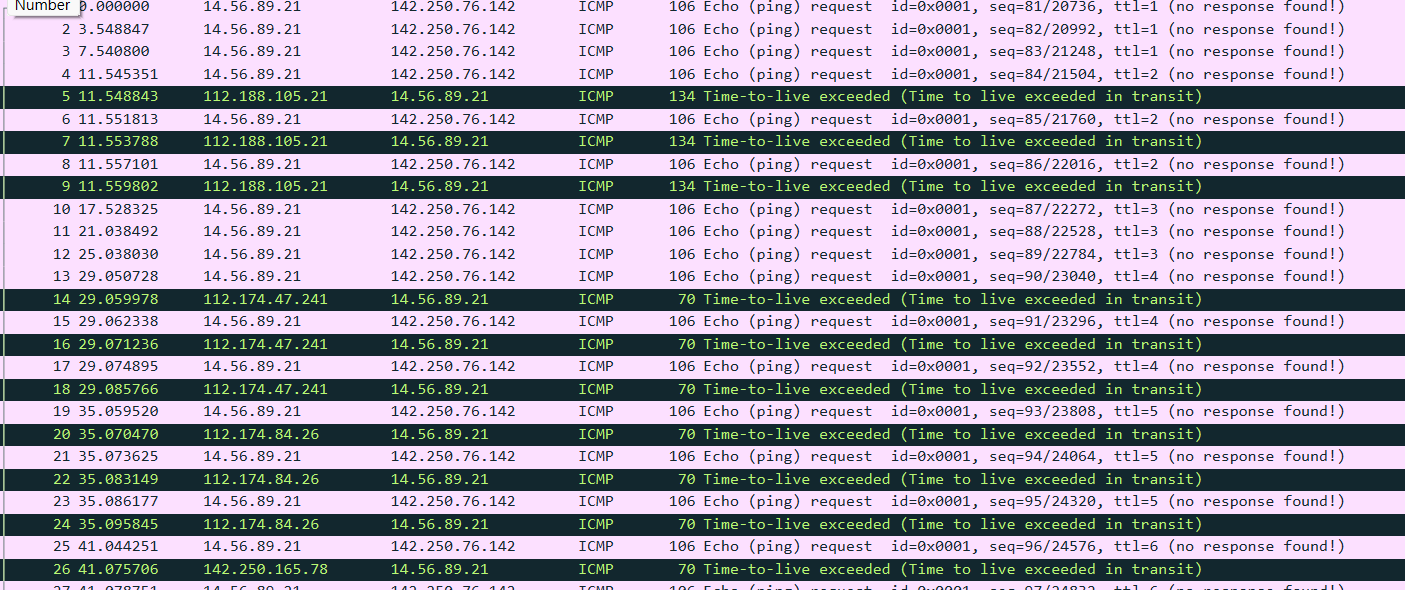 Number
0.000000 14.56.89.21 142.250.76.142 ICMP 106 Echo (ping) request id=0x0001, seq=81/20736, ttl=1 (no response found!)
2 3.548847 14.56.89.21 142.250.76.142 ICMP 106 Echo (ping) request id=0x0001, seq=82/20992, ttl=1 (no response found!)
3 7.540800 14.56.89.21 142.250.76.142 ICMP 106 Echo (ping) request id=0x0001, seq=83/21248, ttl=1 (no response found!)
4 11.545351 14.56.89.21 142.250.76.142 ICMP 106 Echo (ping) request id=0x0001, seq=84/21504, ttl=2 (no response found!)
5 11.548843 112.188.105.21 14.56.89.21 ICMP 134 Time-to-live exceeded (Time to live exceeded in transit)
6 11.551813 14.56.89.21 142.250.76.142 ICMP 106 Echo (ping) request id=0x0001, seq=85/21760, ttl=2 (no response found!)
7 11.553788 112.188.105.21 14.56.89.21 ICMP 134 Time-to-live exceeded (Time to live exceeded in transit)
8 11.557101 14.56.89.21 142.250.76.142 ICMP 106 Echo (ping) request id=0x0001, seq=86/22016, ttl=2 (no response found!)
9 11.559802 112.188.105.21 14.56.89.21 ICMP 134 Time-to-live exceeded (Time to live exceeded in transit)
10 17.528325 14.56.89.21 142.250.76.142 ICMP 106 Echo (ping) request id=0x0001, seq=87/22272, ttl=3 (no response found!)
11 21.038492 14.56.89.21 142.250.76.142 ICMP 106 Echo (ping) request id=0x0001, seq=88/22528, ttl=3 (no response found!)
12 25.038030 14.56.89.21 142.250.76.142 ICMP 106 Echo (ping) request id=0x0001, seq=89/22784, ttl=3 (no response found!)
13 29.050728 14.56.89.21 142.250.76.142 ICMP 106 Echo (ping) request id=0x0001, seq=90/23040, ttl=4 (no response found!)
14 29.059978 112.174.47.241 14.56.89.21 ICMP 70 Time-to-live exceeded (Time to live exceeded in transit)
15 29.062338 14.56.89.21 142.250.76.142 ICMP 106 Echo (ping) request id=0x0001, seq=91/23296, ttl=4 (no response found!)
16 29.071236 112.174.47.241 14.56.89.21 ICMP 70 Time-to-live exceeded (Time to live exceeded in transit)
17 29.074895 14.56.89.21 142.250.76.142 ICMP 106 Echo (ping) request id=0x0001, seq=92/23552, ttl=4 (no response found!)
18 29.085766 112.174.47.241 14.56.89.21 ICMP 70 Time-to-live exceeded (Time to live exceeded in transit)
19 35.059520 14.56.89.21 142.250.76.142 ICMP 106 Echo (ping) request id=0x0001, seq=93/23808, ttl=5 (no response found!)
20 35.070470 112.174.84.26 14.56.89.21 ICMP 70 Time-to-live exceeded (Time to live exceeded in transit)
21 35.073625 14.56.89.21 142.250.76.142 ICMP 106 Echo (ping) request id=0x0001, seq=94/24064, ttl=5 (no response found!)
22 35.083149 112.174.84.26 14.56.89.21 ICMP 70 Time-to-live exceeded (Time to live exceeded in transit)
23 35.086177 14.56.89.21 142.250.76.142 ICMP 106 Echo (ping) request id=0x0001, seq=95/24320, ttl=5 (no response found!)
24 35.095845 112.174.84.26 14.56.89.21 ICMP 70 Time-to-live exceeded (Time to live exceeded in transit)
25 41.044251 14.56.89.21 142.250.76.142 ICMP 106 Echo (ping) request id=0x0001, seq=96/24576, ttl=6 (no response found!)
26 41.075706 142.250.165.78 14.56.89.21 ICMP 70 Time-to-live exceeded (Time to live exceeded in transit)